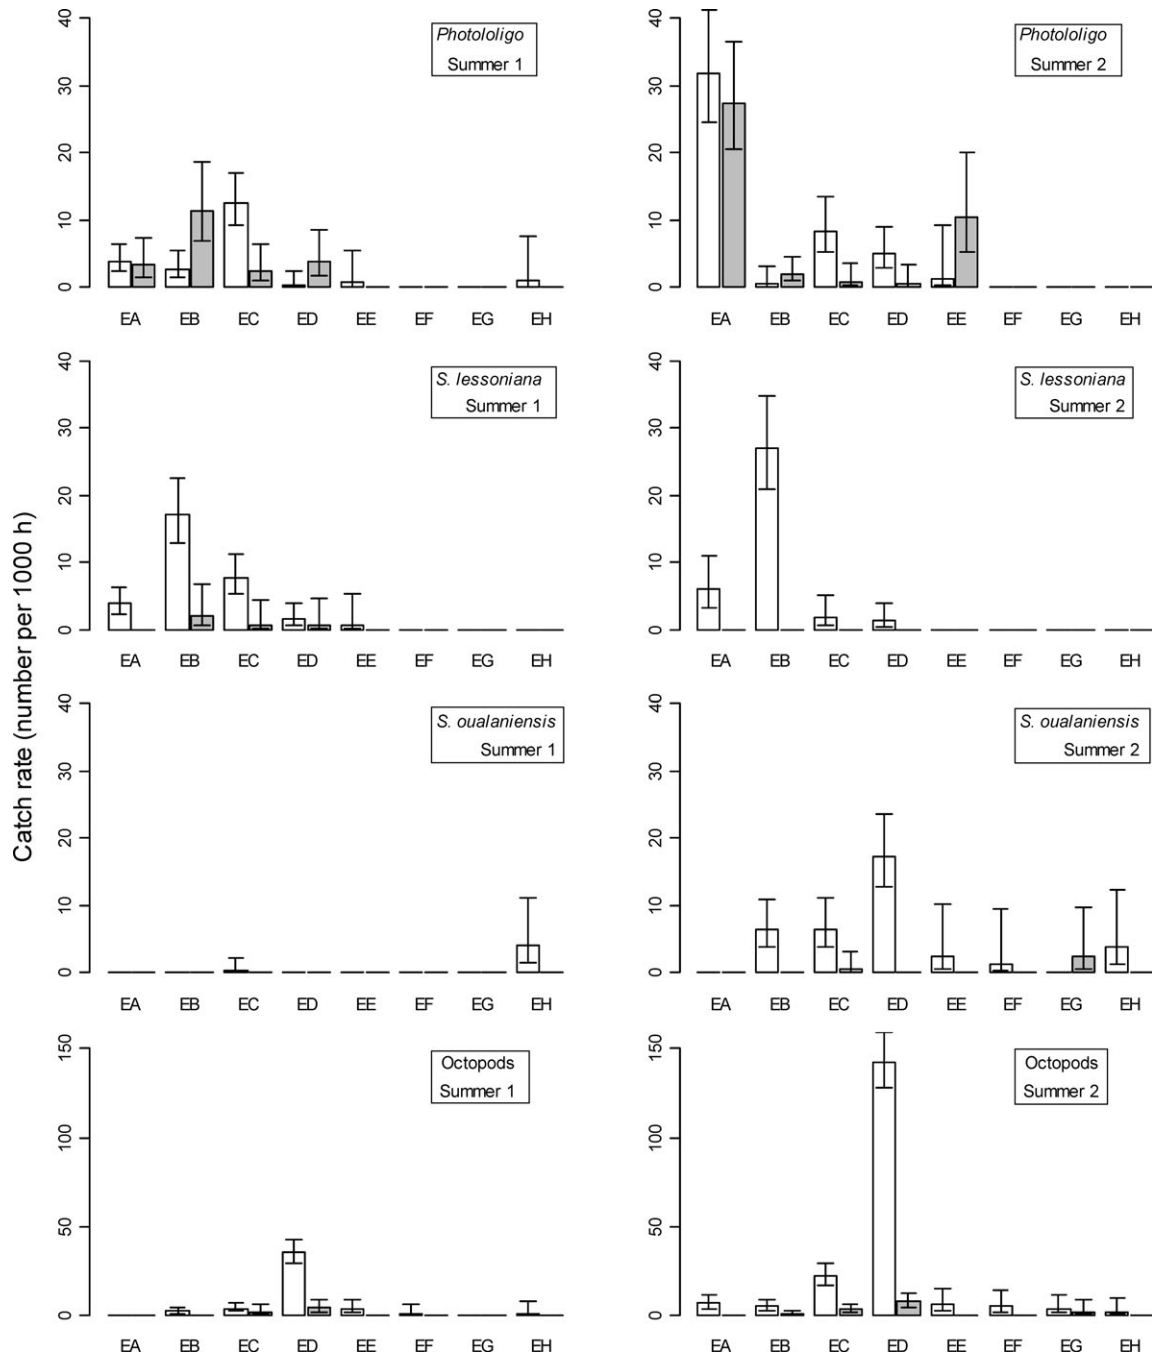 Catch rate (number per 1000 h)
Photololigo
Summer 1
40
30
20
10
0
EA EB EC ED EE EF EG EH
Photololigo
Summer 2
40
30
20
10
0
EA EB EC ED EE EF EG EH
S. lessoniana
Summer 1
40
30
20
10
0
EA EB EC ED EE EF EG EH
S. lessoniana
Summer 2
40
30
20
10
0
EA EB EC ED EE EF EG EH
S. oualaniensis
Summer 1
40
30
20
10
0
EA EB EC ED EE EF EG EH
S. oualaniensis
Summer 2
40
30
20
10
0
EA EB EC ED EE EF EG EH
Octopods
Summer 1
150
100
50
0
EA EB EC ED EE EF EG EH
Octopods
Summer 2
150
100
50
0
EA EB EC ED EE EF EG EH